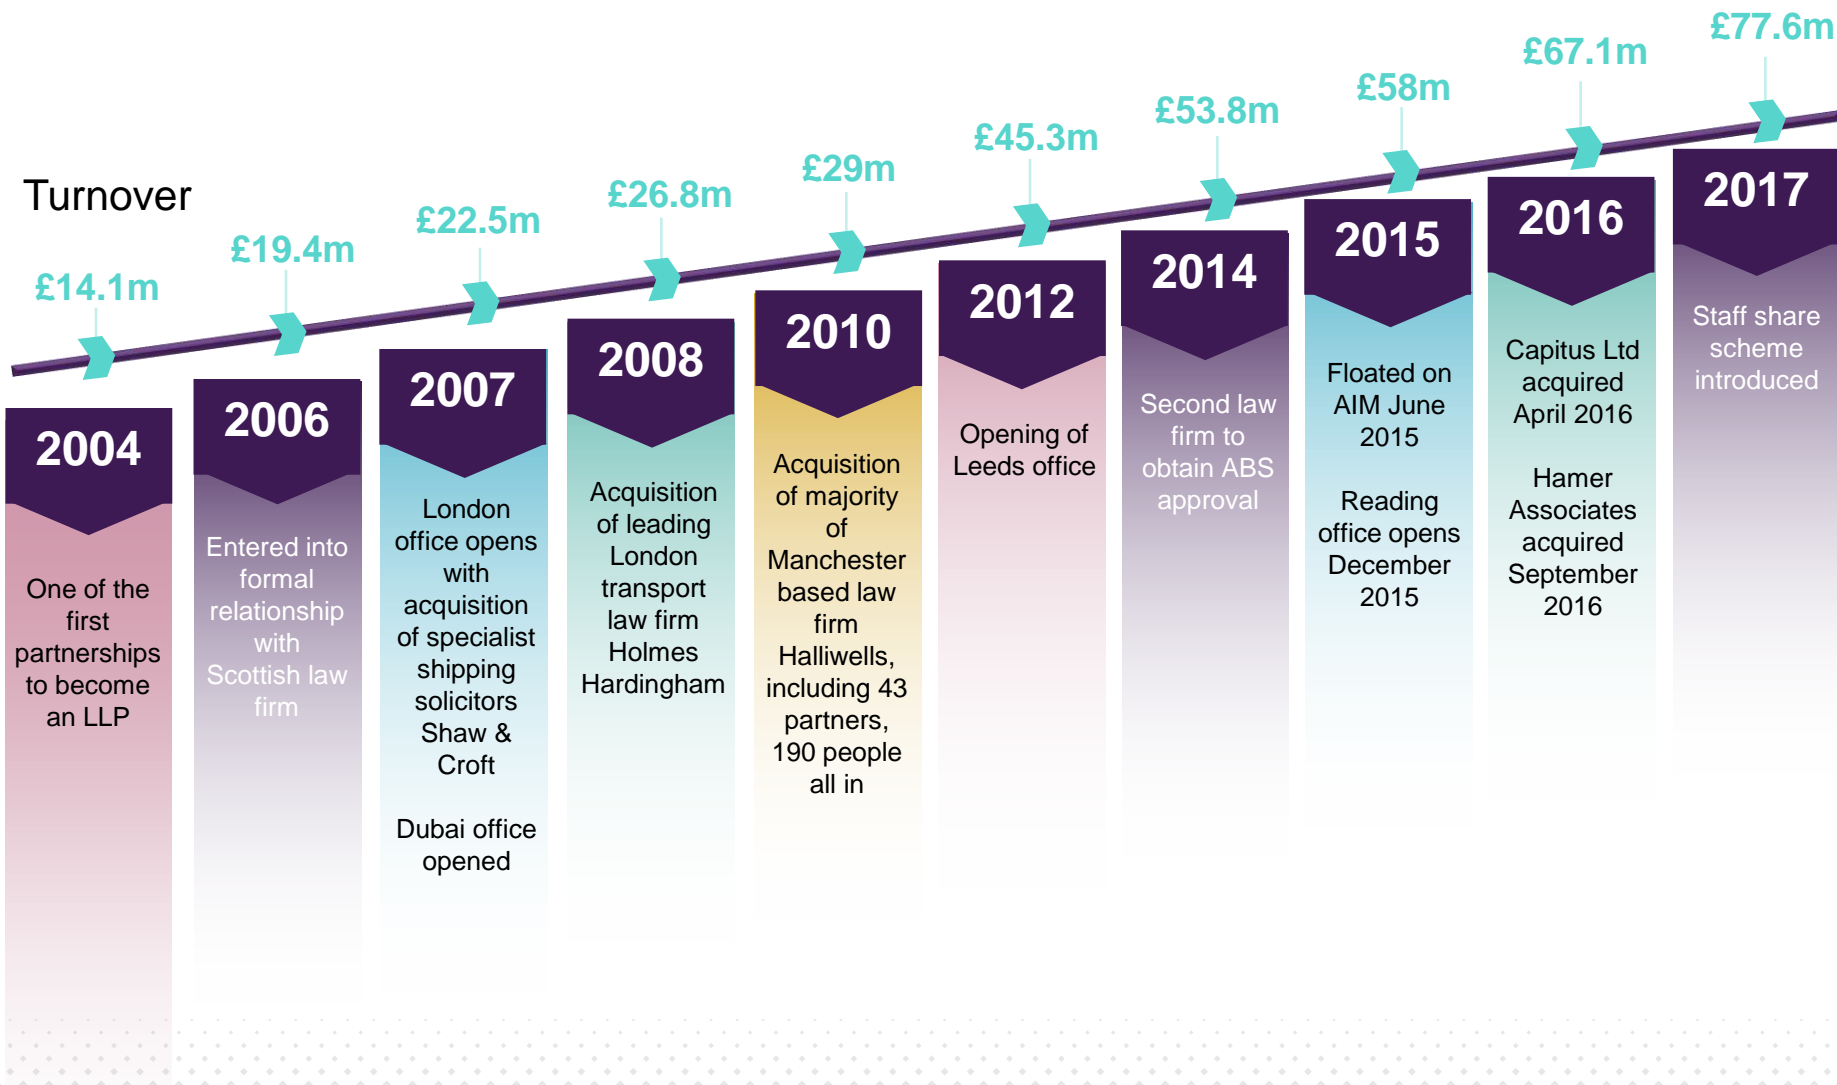 Turnover
£14.1m
£19.4m
£22.5m
£26.8m
£29m
£45.3m
£53.8m
£58m
£67.1m
£77.6m
2004
One of the
first
partnerships
to become
an LLP
2006
Entered into
formal
relationship
with
Scottish law
firm
2007
London
office opens
with
acquisition
of specialist
shipping
solicitors
Shaw &
Croft
Dubai office
opened
2008
Acquisition
of leading
London
transport
law firm
Holmes
Hardingham
2010
Acquisition
of majority
of
Manchester
based law
firm
Halliwells,
including 43
partners,
190 people
all in
2012
Opening of
Leeds office
2014
Second law
firm to
obtain ABS
approval
2015
Floated on
AIM June
2015
Reading
office opens
December
2015
2016
Capitus Ltd
acquired
April 2016
Hamer
Associates
acquired
September
2016
2017
Staff share
scheme
introduced